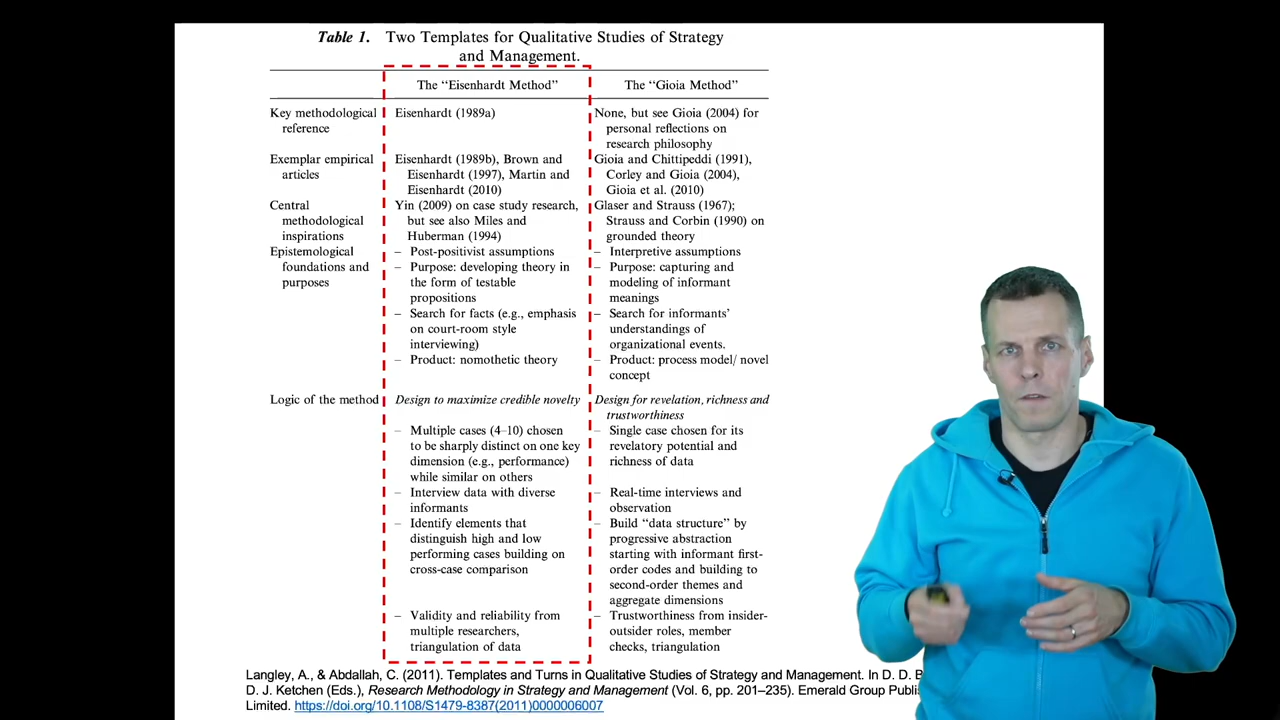 Table 1. Two Templates for Qualitative Studies of Strategy
and Management.
The “Eisenhardt Method” The “Gioia Method”
Key methodological reference
Eisenhardt (1989a)
None, but see Gioia (2004) for
personal reflections on
research philosophy
Exemplar empirical
articles
Eisenhardt (1989b), Brown and
Eisenhardt (1997), Martin and
Eisenhardt (2010)
Gioia and Chittipeddi (1991),
Corley and Gioia (2004),
Gioia et al. (2010)
Central
methodological
inspirations
Yin (2009) on case study research,
but see also Miles and
Huberman (1994)
Glaser and Strauss (1967);
Strauss and Corbin (1990) on
grounded theory
Epistemological
foundations and
purposes
– Post-positivist assumptions
– Purpose: developing theory in
the form of testable
propositions
– Search for facts (e.g., emphasis
on court-room style
interviewing)
– Product: nomothetic theory
– Interpretive assumptions
– Purpose: capturing and
modeling of informant
meanings
– Search for informants’
understandings of
organizational events.
– Product: process model/ novel
concept
Logic of the method
Design to maximize credible novelty
– Multiple cases (4–10) chosen
to be sharply distinct on one key
dimension (e.g., performance)
while similar on others
– Interview data with diverse
informants
– Identify elements that
distinguish high and low
performing cases building on
cross-case comparison
– Validity and reliability from
multiple researchers,
triangulation of data
Design for revelation, richness and
trustworthiness
– Single case chosen for its
revelatory potential and
richness of data
– Real-time interviews and
observation
– Build “data structure” by
progressive abstraction
starting with informant first-
order codes and building to
second-order themes and
aggregate dimensions
– Trustworthiness from insider-
outsider roles, member
checks, triangulation
Langley, A., & Abdallah, C. (2011). Templates and Turns in Qualitative Studies of Strategy and Management. In D. D. B
D. J. Ketchen (Eds.), Research Methodology in Strategy and Management (Vol. 6, pp. 201–235). Emerald Group Publis
Limited. https://doi.org/10.1108/S1479-8387(2011)0000006007